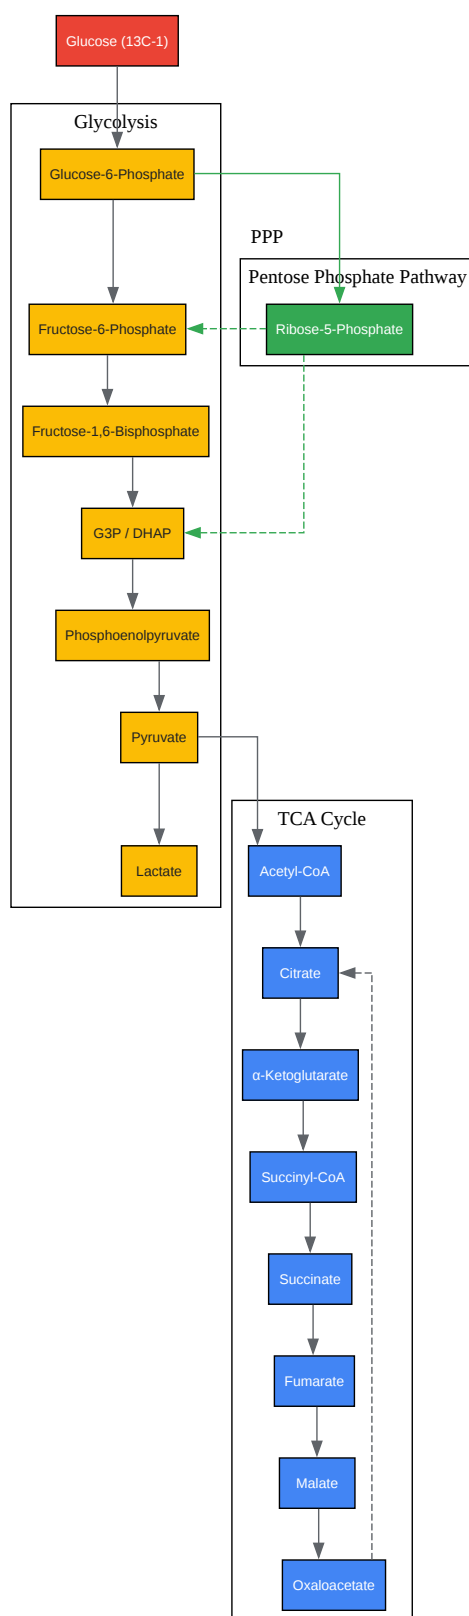 Glucose (13C-1)
Glycolysis
Glucose-6-Phosphate
PPP
Pentose Phosphate Pathway
Fructose-6-Phosphate
Ribose-5-Phosphate
Fructose-1,6-Bisphosphate
G3P / DHAP
Phosphoenolpyruvate
Pyruvate
TCA Cycle
Lactate
Acetyl-CoA
Citrate
α-Ketoglutarate
Succinyl-CoA
Succinate
Fumarate
Malate
Oxaloacetate